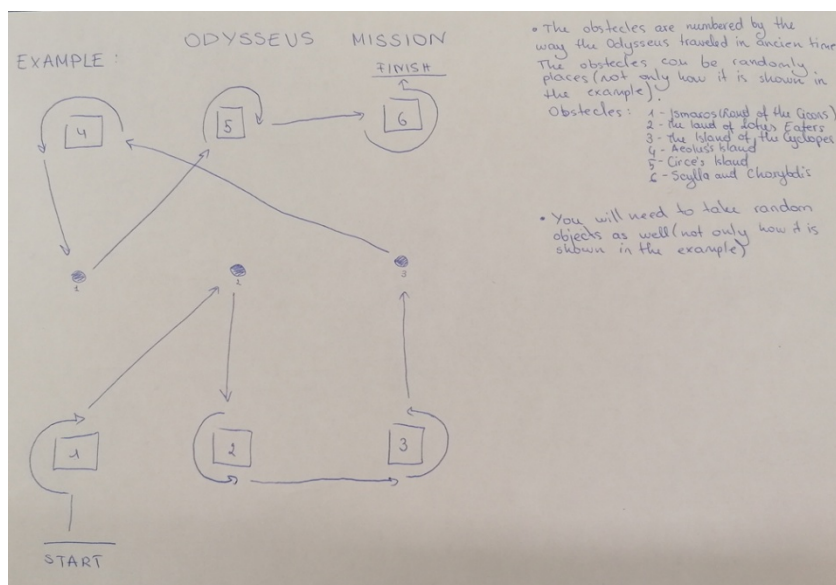 ODYSSEUS MISSION
EXAMPLE:
FINISH
4
5
6
1
2
3
1
2
3
START
• The obstecles are numbered by the
way the Odysseus traveled in ancient time
The obstecles can be randomly
places (not only how it is shown in
the example).
Obstecles: 1 - Ismaros (Land of the Cicons)
2 - the land of Lotus Eaters
3 - the Island of the Cyclopes
4 - Aeolus's Island
5 - Circe's Island
6 - Scylla and Charybdis
• You will need to take random
objects as well (not only how it is
shown in the example)